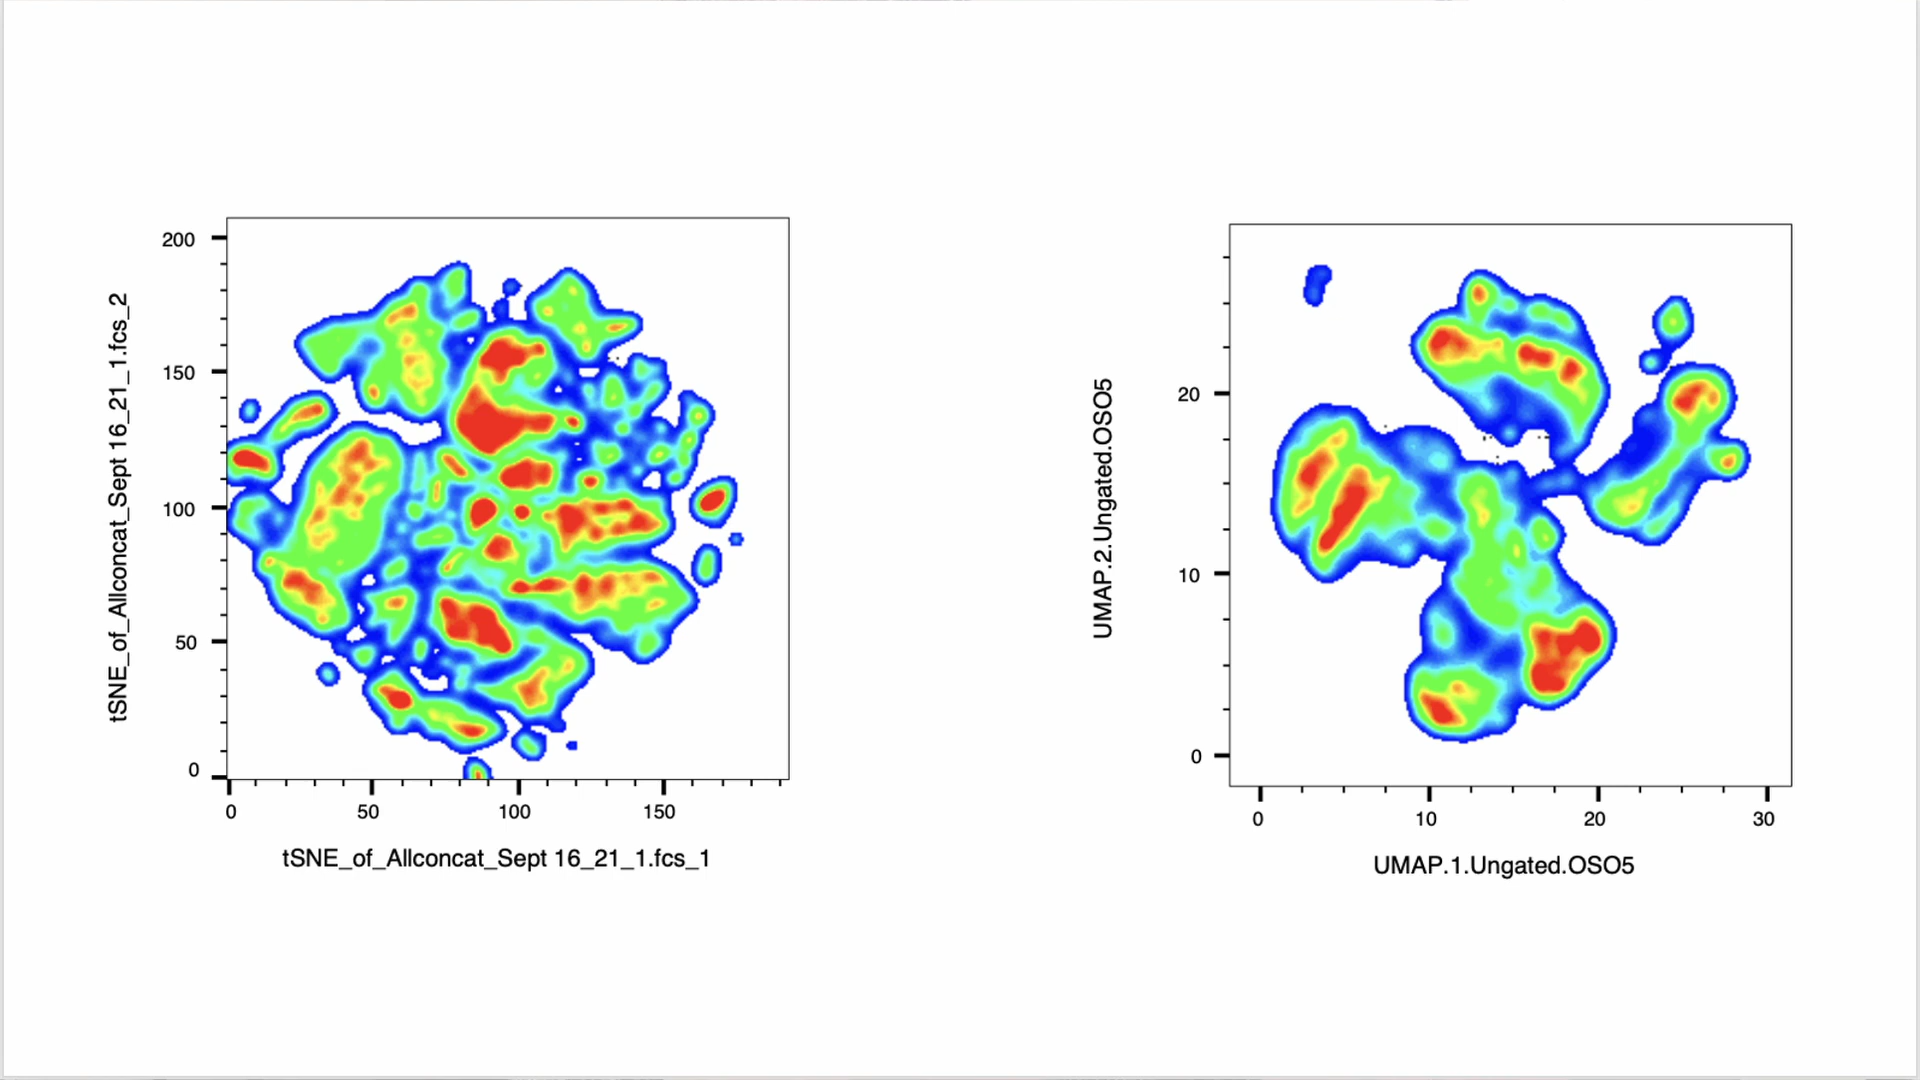 200
150
100
50
0
0 50 100 150
tSNE_of_Allconcat_Sept 16_21_1.fcs_2
tSNE_of_Allconcat_Sept 16_21_1.fcs_1
20
10
0
0 10 20 30
UMAP.2.Ungated.OSO5
UMAP.1.Ungated.OSO5